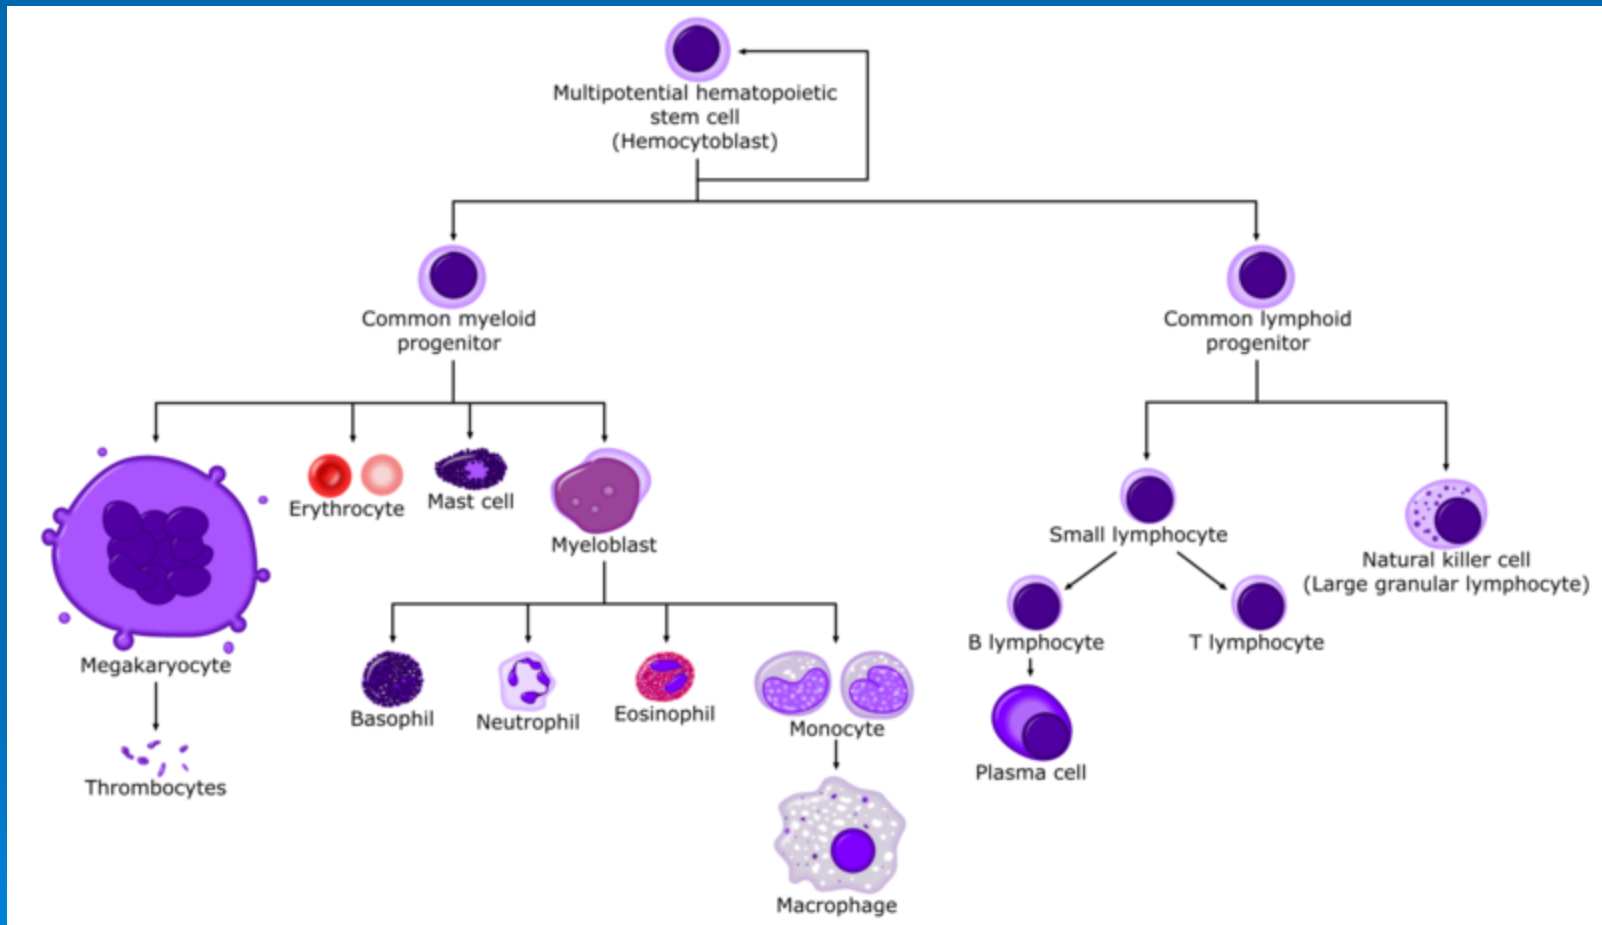 Multipotential hematopoietic
stem cell
(Hemocytoblast)
Common myeloid
progenitor
Common lymphoid
progenitor
Megakaryocyte
Erythrocyte
Mast cell
Myeloblast
Small lymphocyte
Natural killer cell
(Large granular lymphocyte)
B lymphocyte
T lymphocyte
Thrombocytes
Basophil
Neutrophil
Eosinophil
Monocyte
Plasma cell
Macrophage